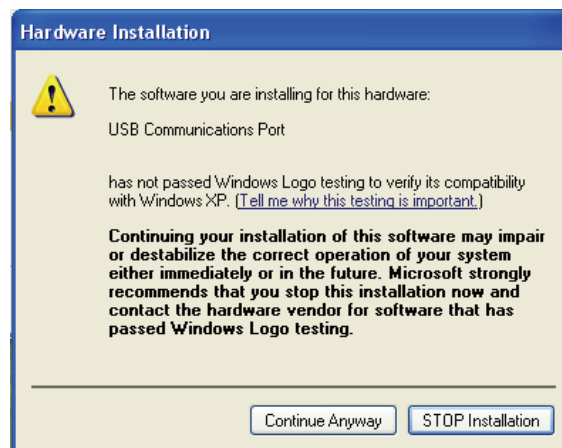 Hardware Installation
The software you are installing for this hardware:
USB Communications Port
has not passed Windows Logo testing to verify its compatibility
with Windows XP. (Tell me why this testing is important.)
Continuing your installation of this software may impair
or destabilize the correct operation of your system
either immediately or in the future. Microsoft strongly
recommends that you stop this installation now and
contact the hardware vendor for software that has
passed Windows Logo testing.
Continue Anyway
STOP Installation